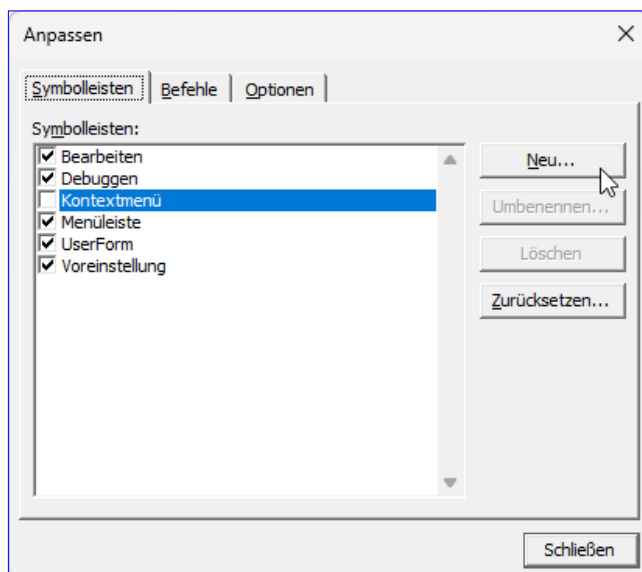 Anpassen
Symbolleisten Befehle Optionen
Symbolleisten:
Bearbeiten
Debuggen
Kontextmenü
Menüleiste
UserForm
Voreinstellung
Neu...
Umbenennen...
Löschen
Zurücksetzen...
Schließen